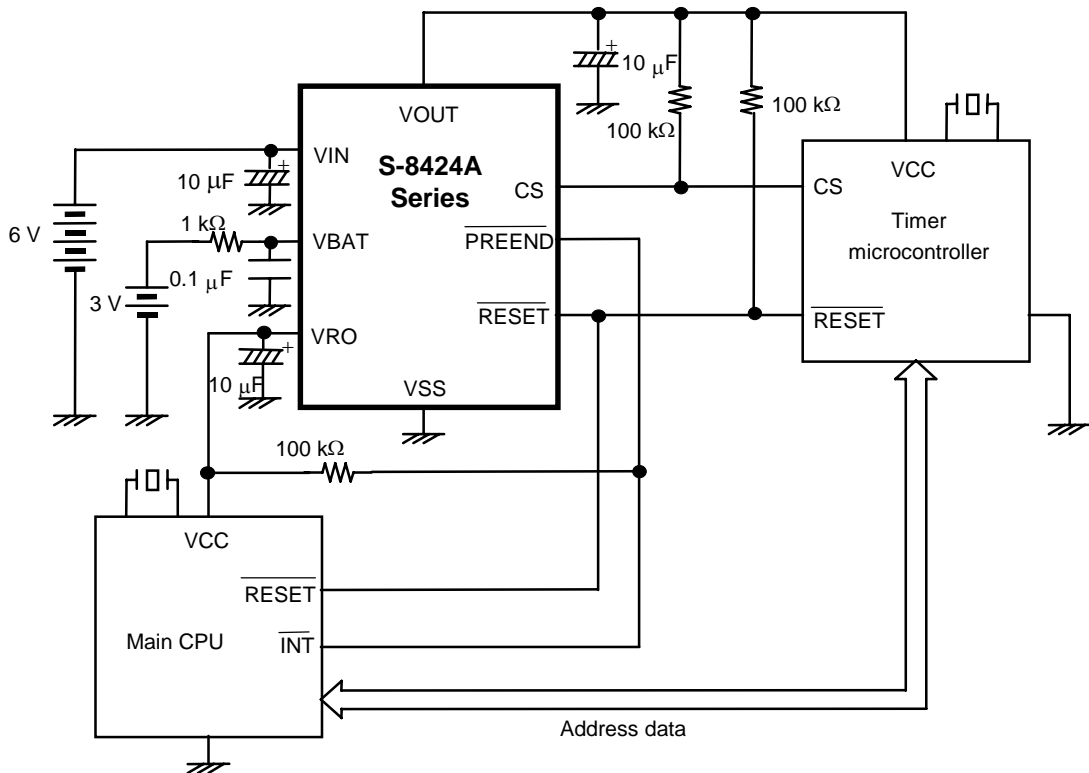 10 μF
VOUT
100 kΩ
100 kΩ
VIN
S-8424A
Series
VCC
10 μF
CS
CS
Timer
microcontroller
1 kΩ
6 V
VBAT
PREEND
0.1 μF
3 V
RESET
RESET
VRO
10 μF
VSS
100 kΩ
VCC
RESET
Main CPU
INT
Address data